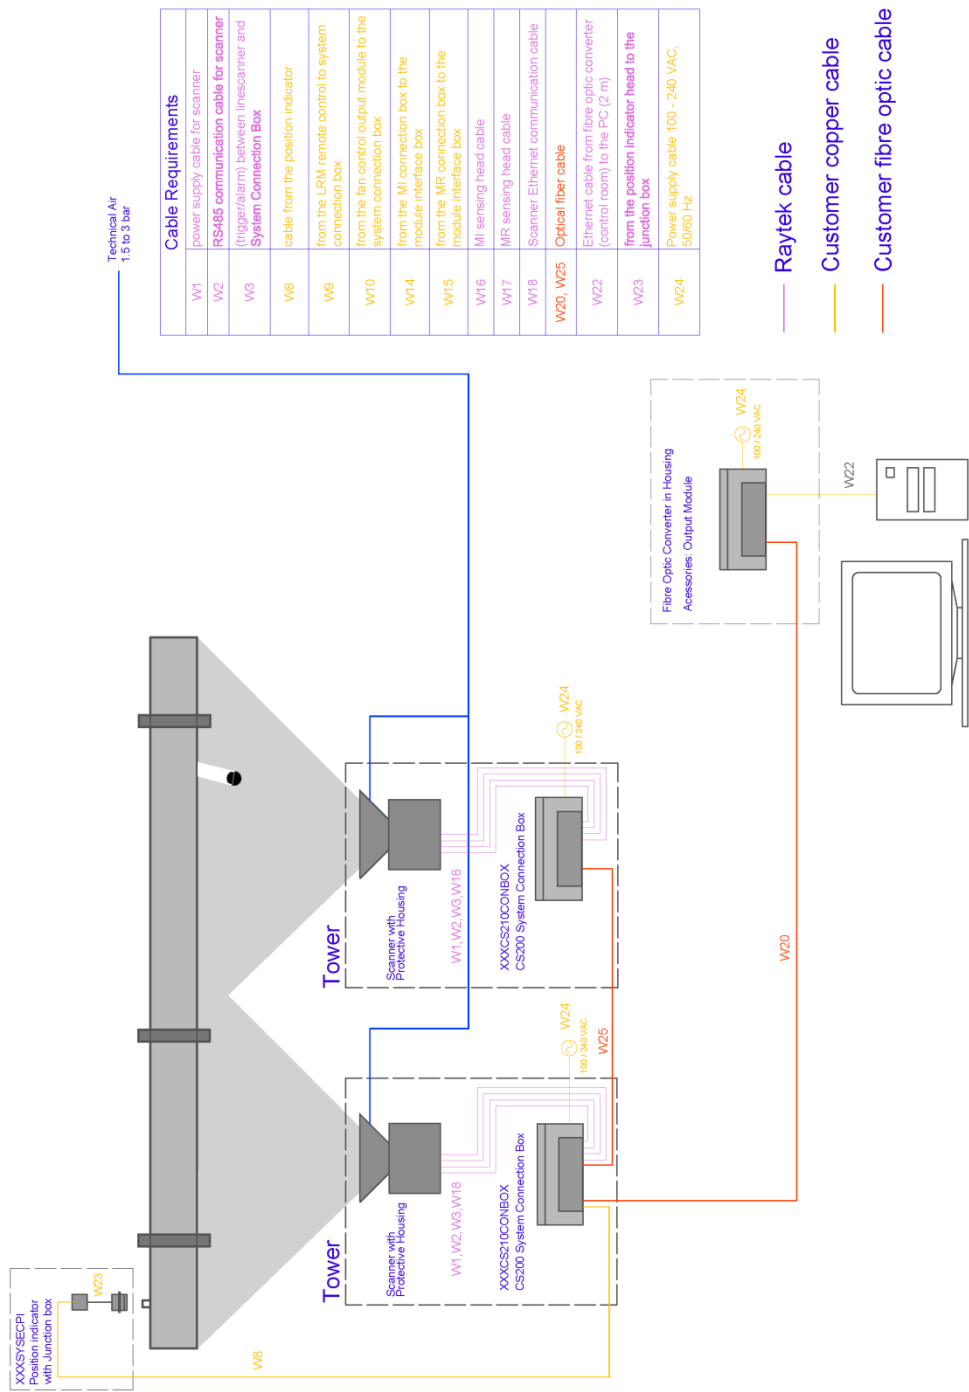 XXXSYSECPI
Position indicator
with Junction box
W23
W8
Tower
Scanner with
Protective Housing
W1,W2,W3,W18
XXXCS210CONBOX
CS200 System Connection Box
W24
100 / 240 VAC
W25
Tower
Scanner with
Protective Housing
W1,W2,W3,W18
XXXCS210CONBOX
CS200 System Connection Box
W24
100 / 240 VAC
W20
Fibre Optic Converter in Housing
Acessories: Output Module
W24
100 / 240 VAC
W22
Technical Air
1.5 to 3 bar
Cable Requirements
W1 power supply cable for scanner
W2 RS485 communication cable for scanner
W3 (trigger/alarm) between linescanner and
System Connection Box
W8 cable from the position indicator
W9 from the LRM remote control to system
connection box
W10 from the fan control output module to the
system connection box
W14 from the MI connection box to the
module interface box
W15 from the MR connection box to the
module interface box
W16 MI sensing head cable
W17 MR sensing head cable
W18 Scanner Ethernet communication cable
W20, W25 Optical fiber cable
W22 Ethernet cable from fibre optic converter
(control room) to the PC (2 m)
W23 from the position indicator head to the
junction box
W24 Power supply cable 100 - 240 VAC,
50/60 Hz
Raytek cable
Customer copper cable
Customer fibre optic cable